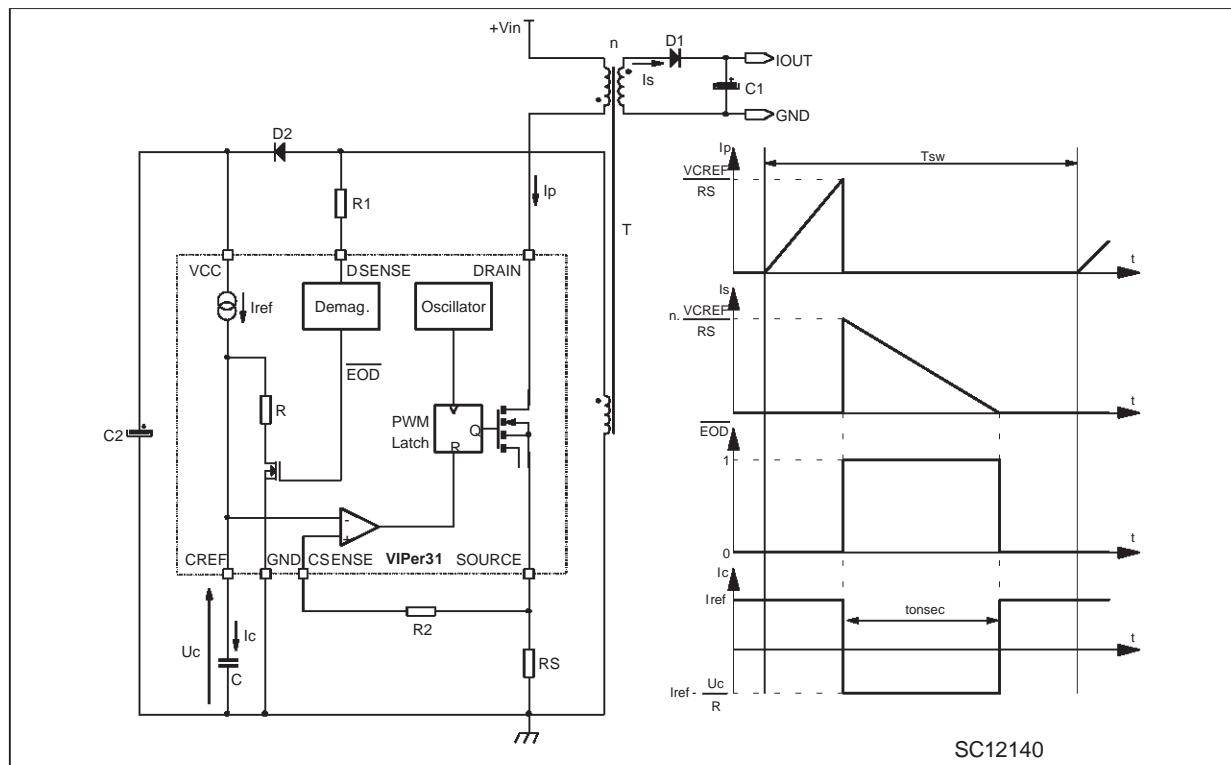 +Vin
n
D1
IOUT
Is
C1
GND
D2
Ip
R1
T
VCC
DSENSE
DRAIN
Iref
Demag.
Oscillator
EOD
R
PWM
Latch
Q
R
C2
-
+
CREF
GND
CSENSE
VIPer31
SOURCE
R2
Uc
Ic
C
RS
Ip
Tsw
VCREF
RS
t
Is
n. VCREF
RS
t
EOD
1
0
t
Ic
Iref
tonsec
t
Iref - Uc
R
SC12140